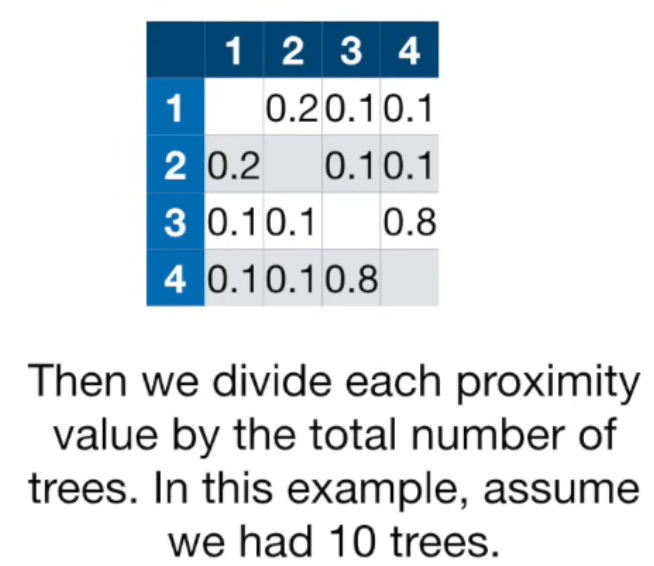 1 2 3 4
1 0.2 0.1 0.1
2 0.2 0.1 0.1
3 0.1 0.1 0.8
4 0.1 0.1 0.8
Then we divide each proximity
value by the total number of
trees. In this example, assume
we had 10 trees.